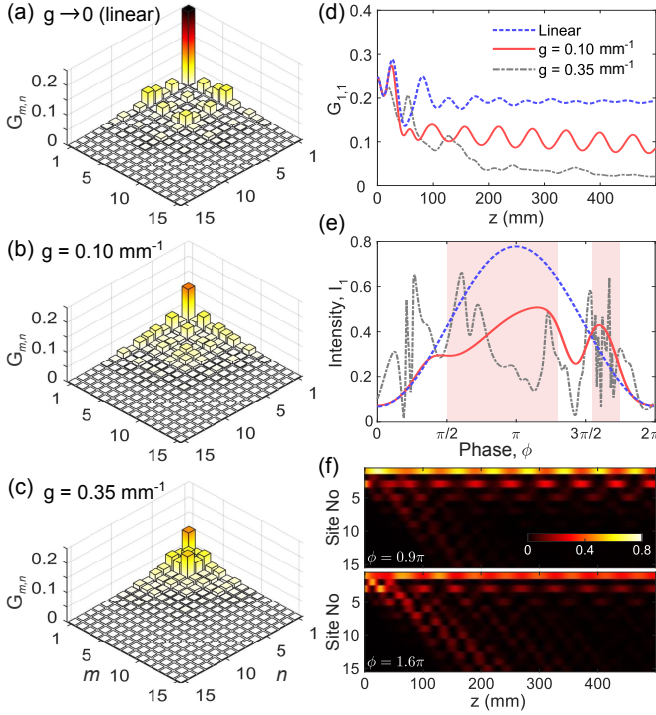 (a) g→0 (linear)
G_{m,n}
0.2
0.1
0
1
5
10
15
15
10
5
1
(b) g = 0.10 mm⁻¹
G_{m,n}
0.2
0.1
0
1
5
10
15
15
10
5
1
(c) g = 0.35 mm⁻¹
G_{m,n}
0.2
0.1
0
1
5
m
10
15
15
10
n
5
1
(d)
G_{1,1}
0.4
0.3
0.2
0.1
0
Linear
g = 0.10 mm⁻¹
g = 0.35 mm⁻¹
0
100
200
300
400
z (mm)
(e)
Intensity, I₁
0.8
0.6
0.4
0.2
0
0
π/2
π
3π/2
2π
Phase, ϕ
(f)
Site No
5
10
15
0
0.4
0.8
ϕ = 0.9π
Site No
5
10
15
ϕ = 1.6π
0
100
200
300
400
z (mm)